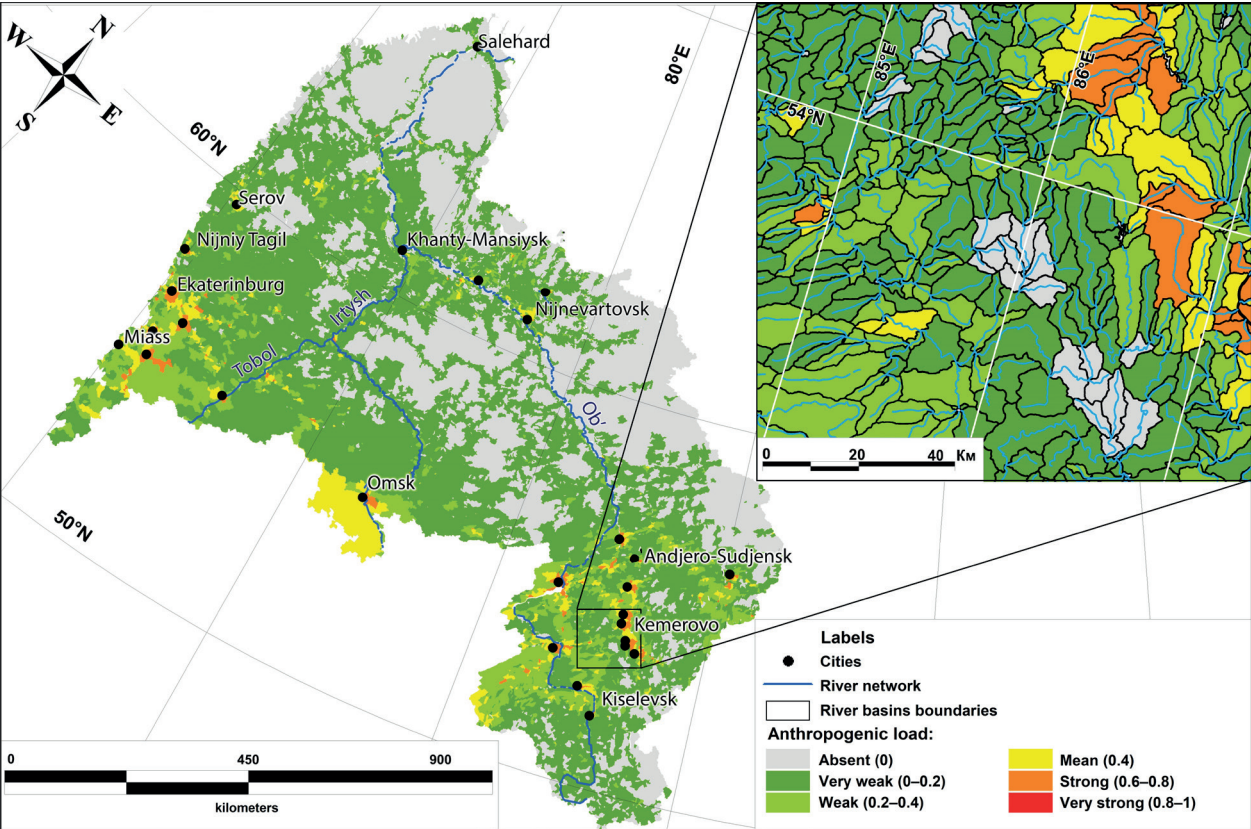 N
W
E
S
Salehard
80°E
60°N
Serov
Nijniy Tagil
Khanty-Mansiysk
Ekaterinburg
Irtysh
Nijnevartovsk
Miass
Tobol
Ob'
Omsk
50°N
Andjero-Sudjensk
Kemerovo
Kiselevsk
85°E
86°E
54°N
0 20 40 Км
0 450 900
kilometers
Labels
Cities
River network
River basins boundaries
Anthropogenic load:
Absent (0)
Very weak (0–0.2)
Weak (0.2–0.4)
Mean (0.4)
Strong (0.6–0.8)
Very strong (0.8–1)